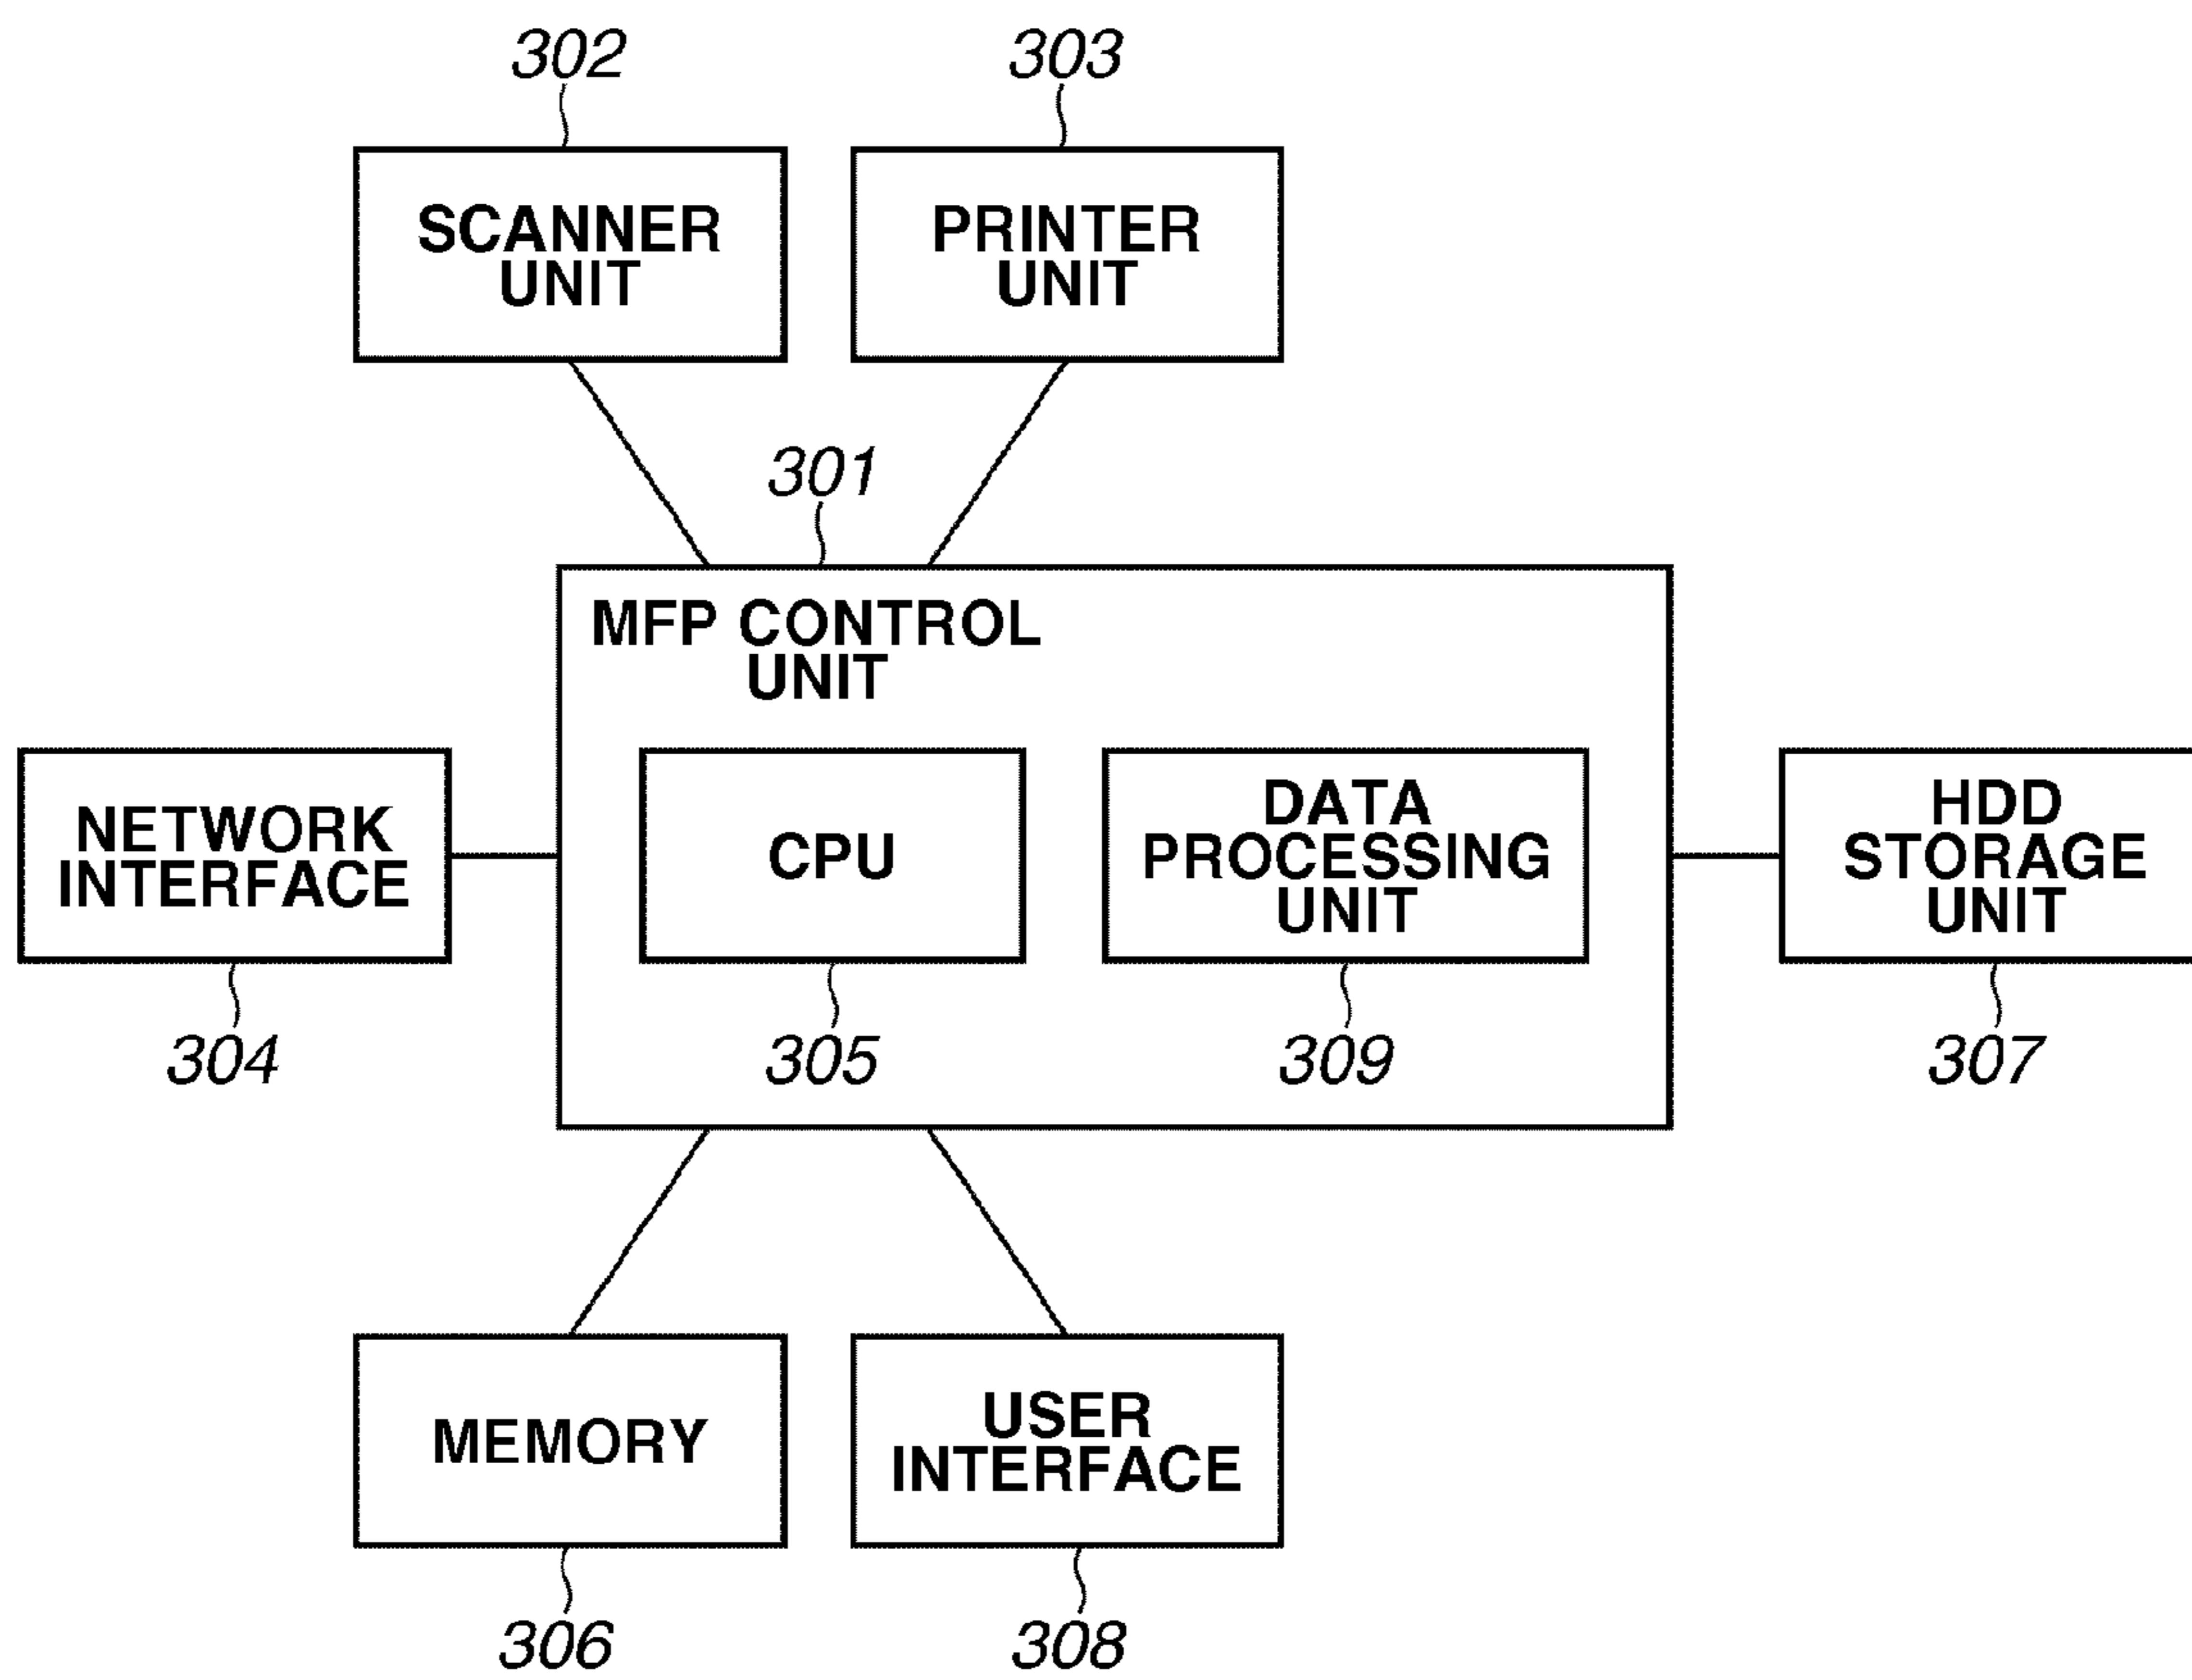 302
303
SCANNER
UNIT
PRINTER
UNIT
301
MFP CONTROL
UNIT
NETWORK
INTERFACE
CPU
DATA
PROCESSING
UNIT
HDD
STORAGE
UNIT
304
305
309
307
MEMORY
USER
INTERFACE
306
308